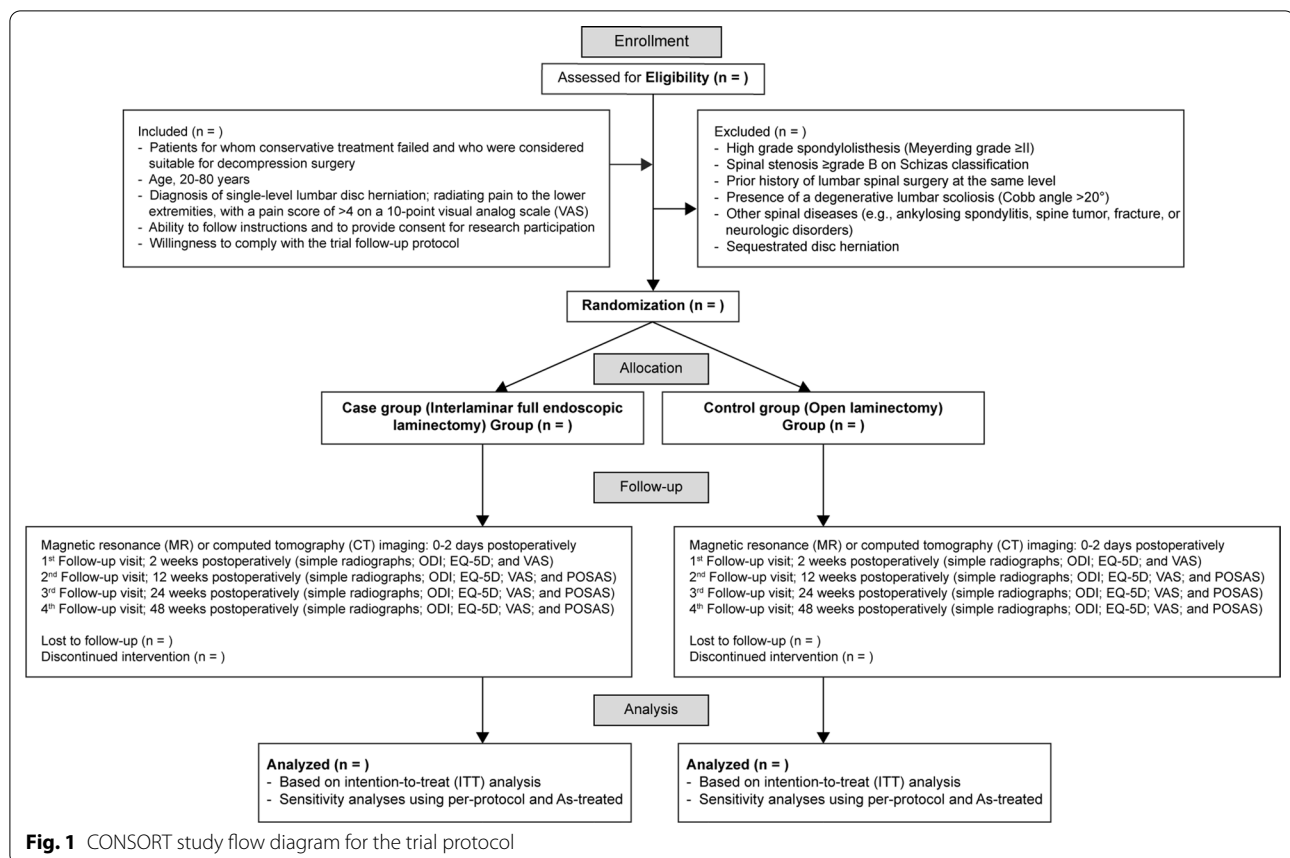 Enrollment
Assessed for Eligibility (n = )
Included (n = )
- Patients for whom conservative treatment failed and who were considered
suitable for decompression surgery
- Age, 20-80 years
- Diagnosis of single-level lumbar disc herniation; radiating pain to the lower
extremities, with a pain score of >4 on a 10-point visual analog scale (VAS)
- Ability to follow instructions and to provide consent for research participation
- Willingness to comply with the trial follow-up protocol
Excluded (n = )
- High grade spondylolisthesis (Meyerding grade ≥II)
- Spinal stenosis ≥grade B on Schizas classification
- Prior history of lumbar spinal surgery at the same level
- Presence of a degenerative lumbar scoliosis (Cobb angle >20°)
- Other spinal diseases (e.g., ankylosing spondylitis, spine tumor, fracture, or
neurologic disorders)
- Sequestrated disc herniation
Randomization (n = )
Allocation
Case group (Interlaminar full endoscopic
laminectomy) Group (n = )
Control group (Open laminectomy)
Group (n = )
Follow-up
Magnetic resonance (MR) or computed tomography (CT) imaging: 0-2 days postoperatively
1st Follow-up visit; 2 weeks postoperatively (simple radiographs; ODI; EQ-5D; and VAS)
2nd Follow-up visit; 12 weeks postoperatively (simple radiographs; ODI; EQ-5D; VAS; and POSAS)
3rd Follow-up visit; 24 weeks postoperatively (simple radiographs; ODI; EQ-5D; VAS; and POSAS)
4th Follow-up visit; 48 weeks postoperatively (simple radiographs; ODI; EQ-5D; VAS; and POSAS)
Lost to follow-up (n = )
Discontinued intervention (n = )
Magnetic resonance (MR) or computed tomography (CT) imaging: 0-2 days postoperatively
1st Follow-up visit; 2 weeks postoperatively (simple radiographs; ODI; EQ-5D; and VAS)
2nd Follow-up visit; 12 weeks postoperatively (simple radiographs; ODI; EQ-5D; VAS; and POSAS)
3rd Follow-up visit; 24 weeks postoperatively (simple radiographs; ODI; EQ-5D; VAS; and POSAS)
4th Follow-up visit; 48 weeks postoperatively (simple radiographs; ODI; EQ-5D; VAS; and POSAS)
Lost to follow-up (n = )
Discontinued intervention (n = )
Analysis
Analyzed (n = )
- Based on intention-to-treat (ITT) analysis
- Sensitivity analyses using per-protocol and As-treated
Analyzed (n = )
- Based on intention-to-treat (ITT) analysis
- Sensitivity analyses using per-protocol and As-treated
Fig. 1 CONSORT study flow diagram for the trial protocol